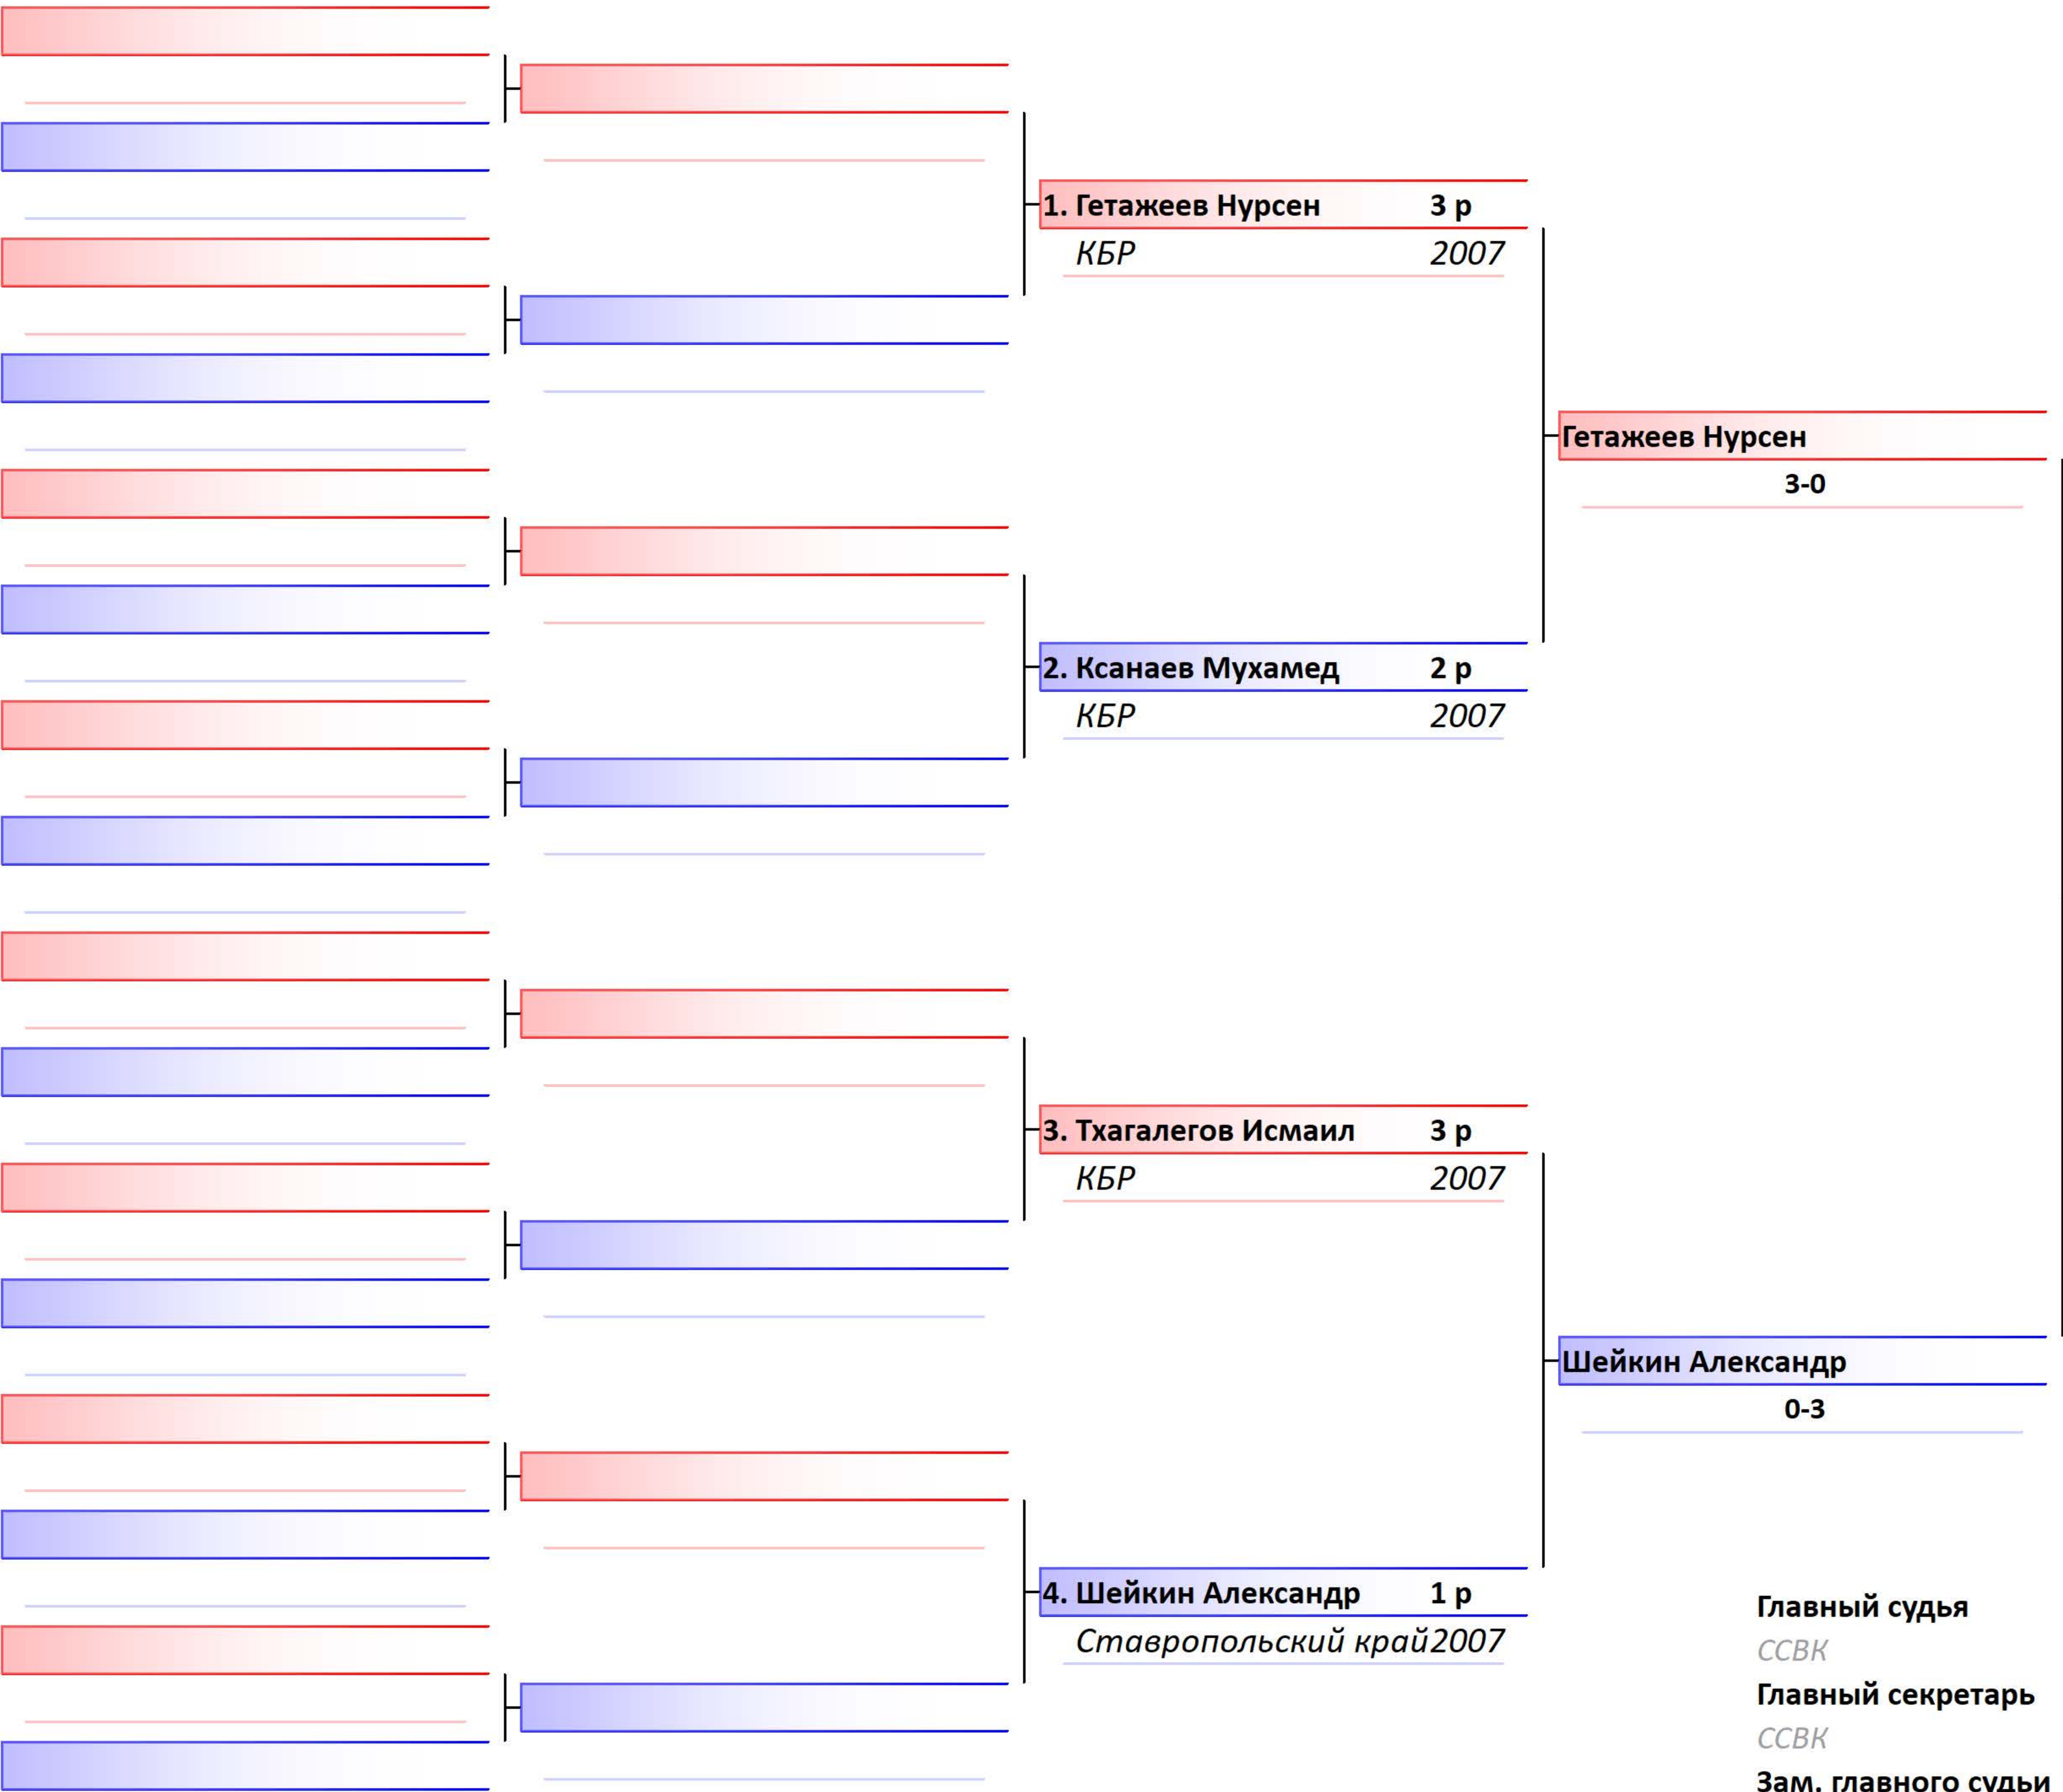 1. Гетажеев Нурсен 3 р
КБР 2007
Гетажеев Нурсен
3-0
2. Ксанаев Мухамед 2 р
КБР 2007
3. Тхагалегов Исмаил 3 р
КБР 2007
Шейкин Александр
0-3
4. Шейкин Александр 1 р
Ставропольский край 2007
Главный судья
ССВК
Главный секретарь
ССВК
Зам. главного судьи